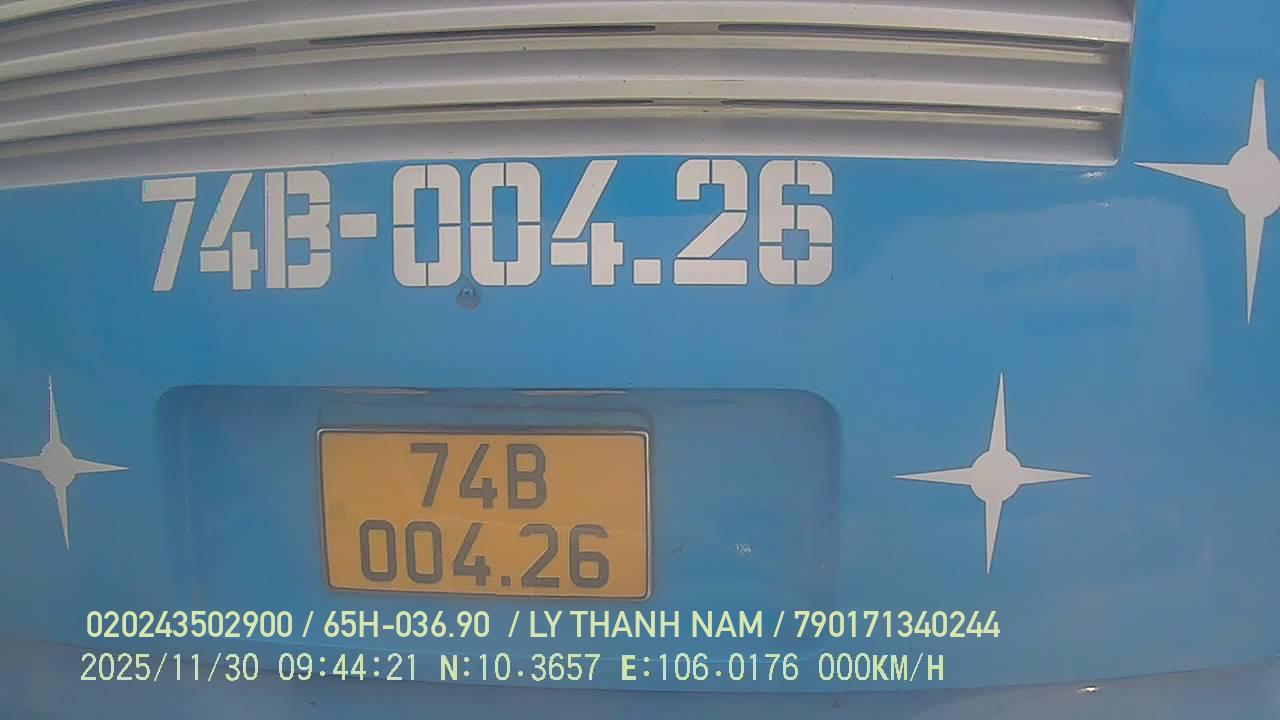 74B-004.26
74B
004.26
020243502900 / 65H-036.90 / LY THANH NAM / 790171340244
2025/11/30 09:44:21 N:10.3657 E:106.0176 000KM/H